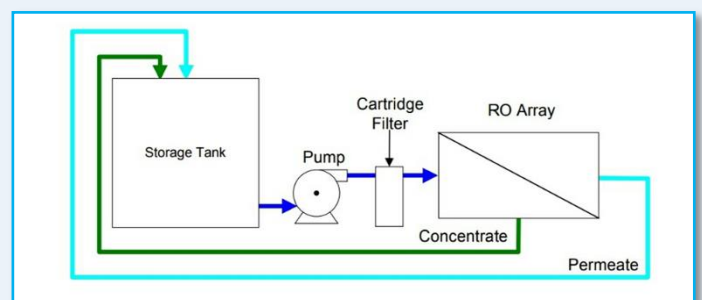 Cartridge
Filter
RO Array
Storage Tank
Pump
Concentrate
Permeate